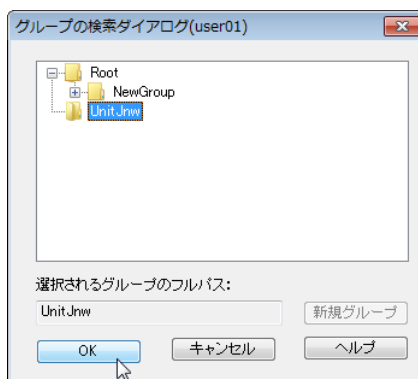 グループの検索ダイアログ(user01)
Root
NewGroup
UnitJnw
選択されるグループのフルパス:
UnitJnw
新規グループ
OK
キャンセル
ヘルプ